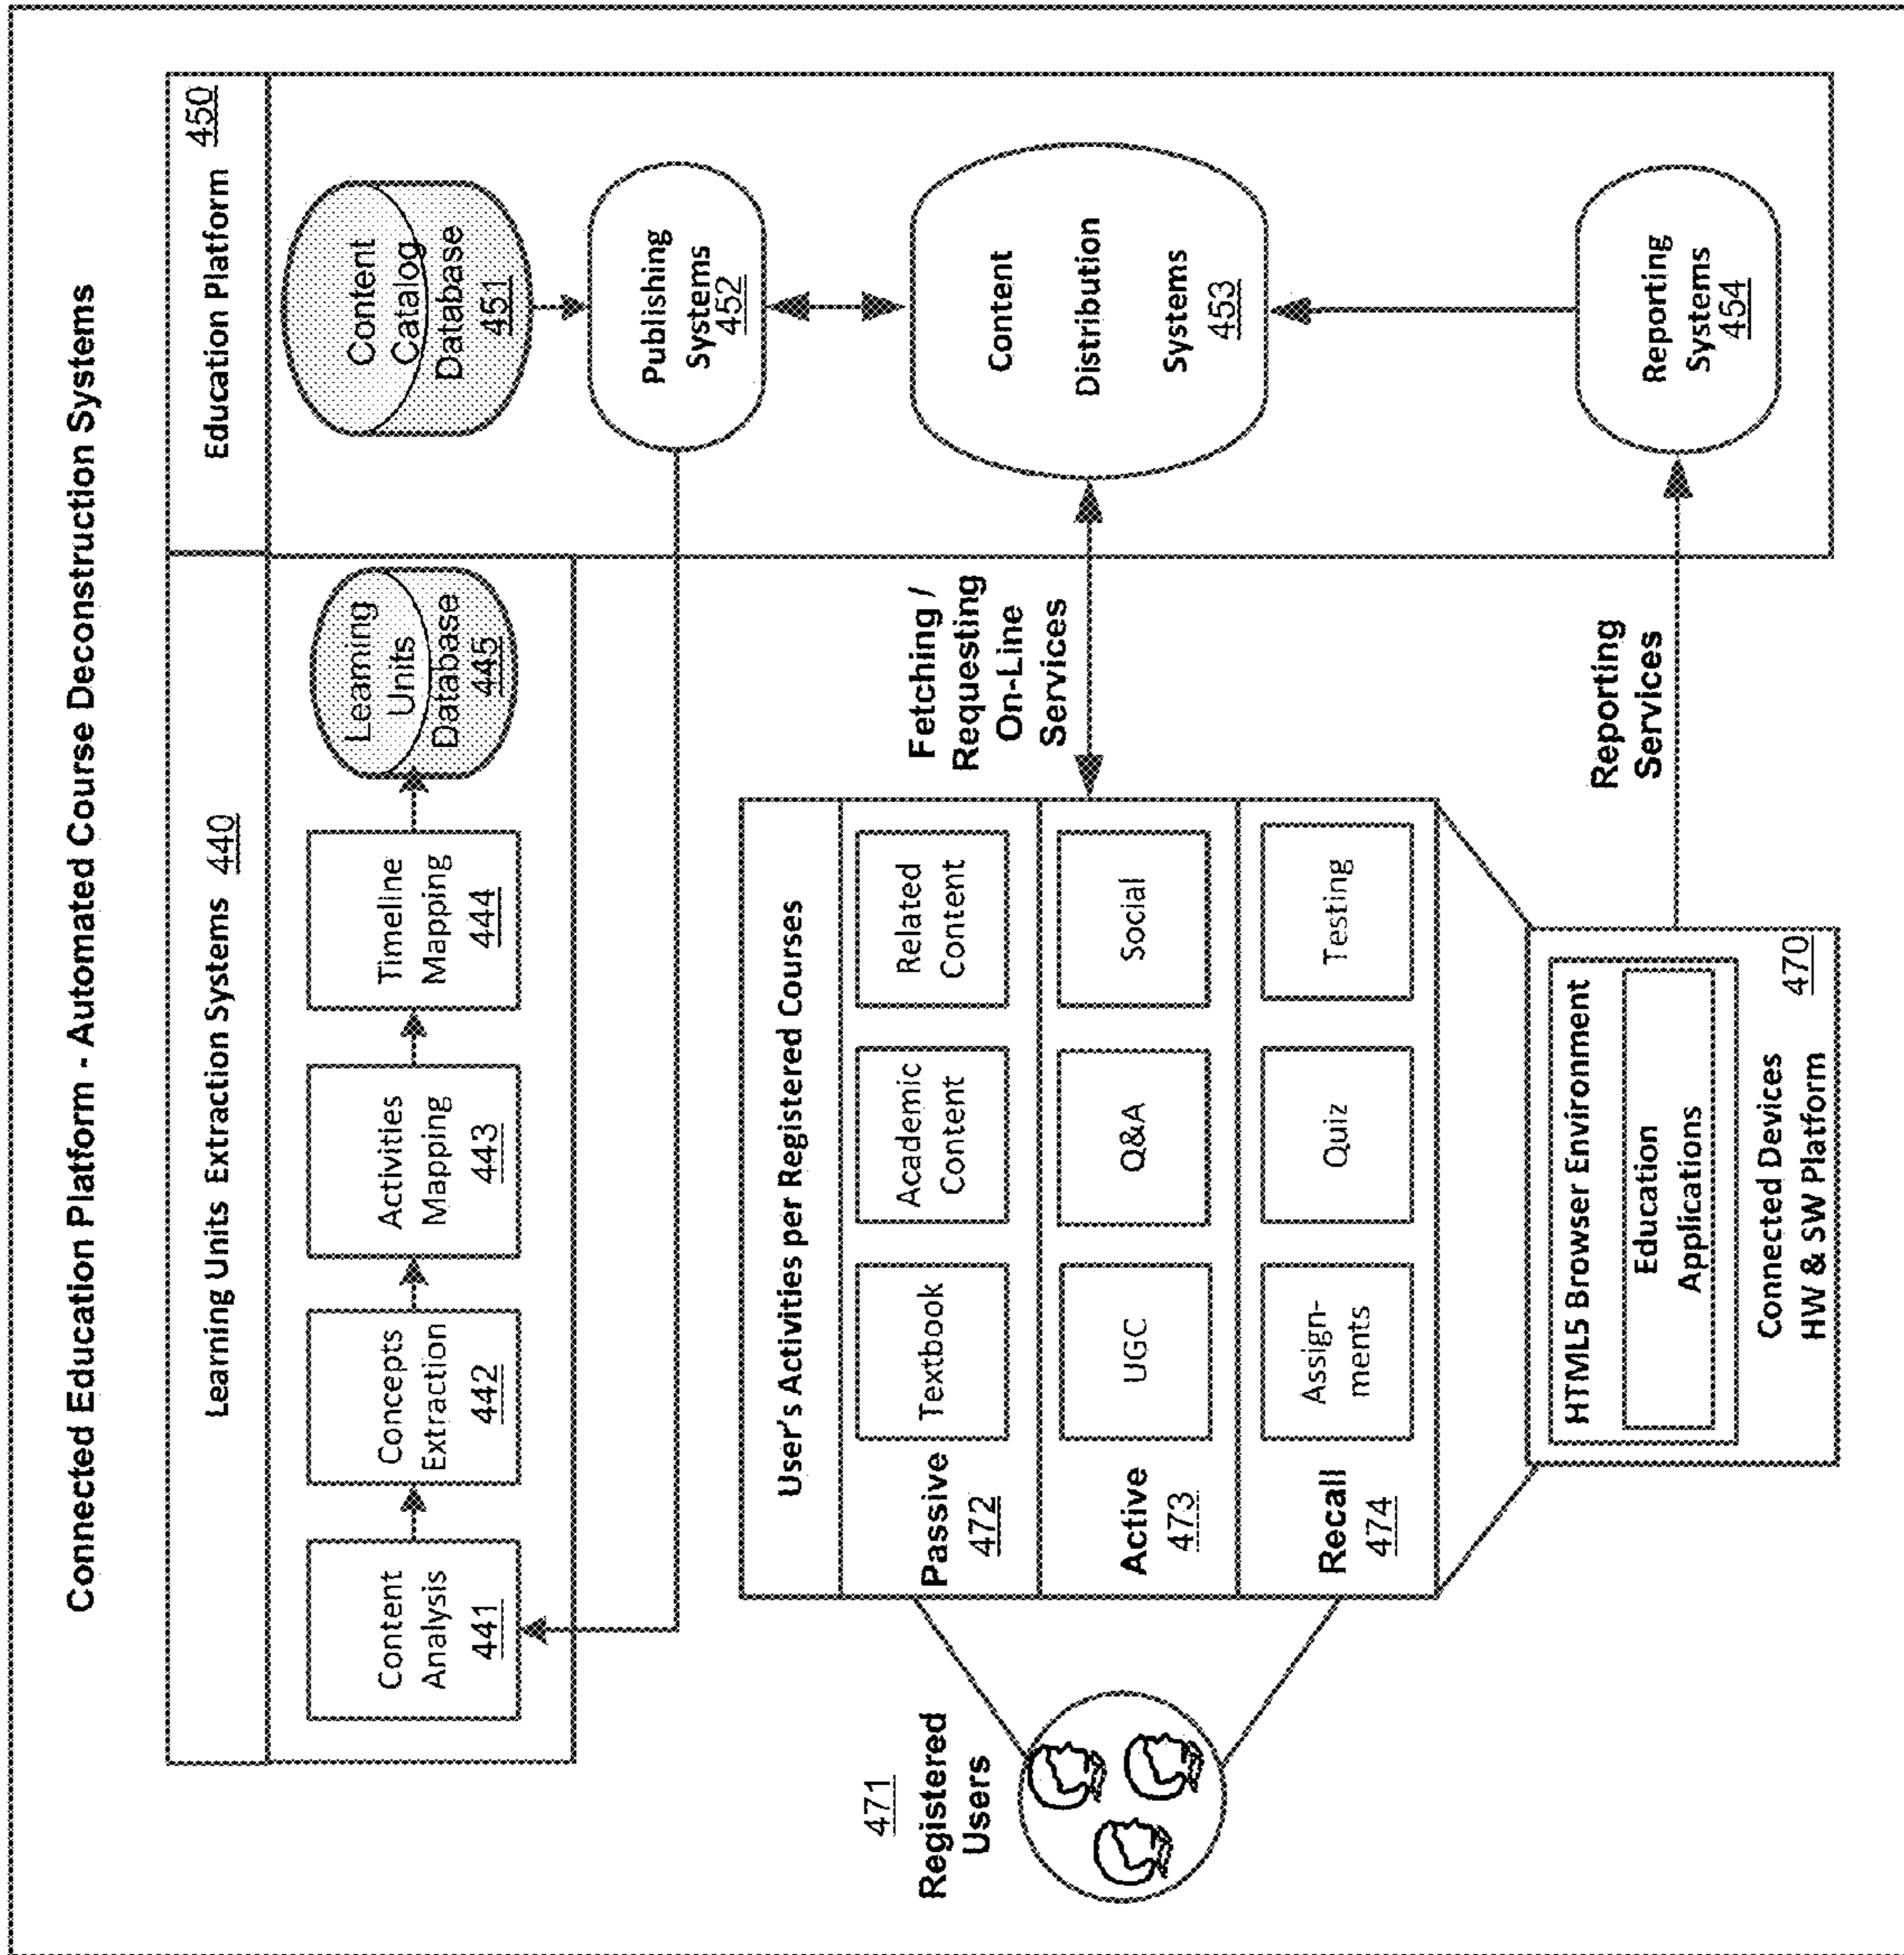 Connected Education Platform - Automated Course Deconstruction Systems
Learning Units Extraction Systems 440
Education Platform 450
Content
Analysis
441
Concepts
Extraction
442
Activities
Mapping
443
Timeline
Mapping
444
Learning
Units
Database
445
Content
Catalog
Database
451
Publishing
Systems
452
Content
Distribution
Systems
453
Reporting
Systems
454
Fetching /
Requesting
On-Line
Services
Reporting
Services
471
Registered
Users
User's Activities per Registered Courses
Passive
472
Textbook
Academic
Content
Related
Content
Active
473
UGC
Q&A
Social
Recall
474
Assign-
ments
Quiz
Testing
HTML5 Browser Environment
Education
Applications
Connected Devices
HW & SW Platform
470